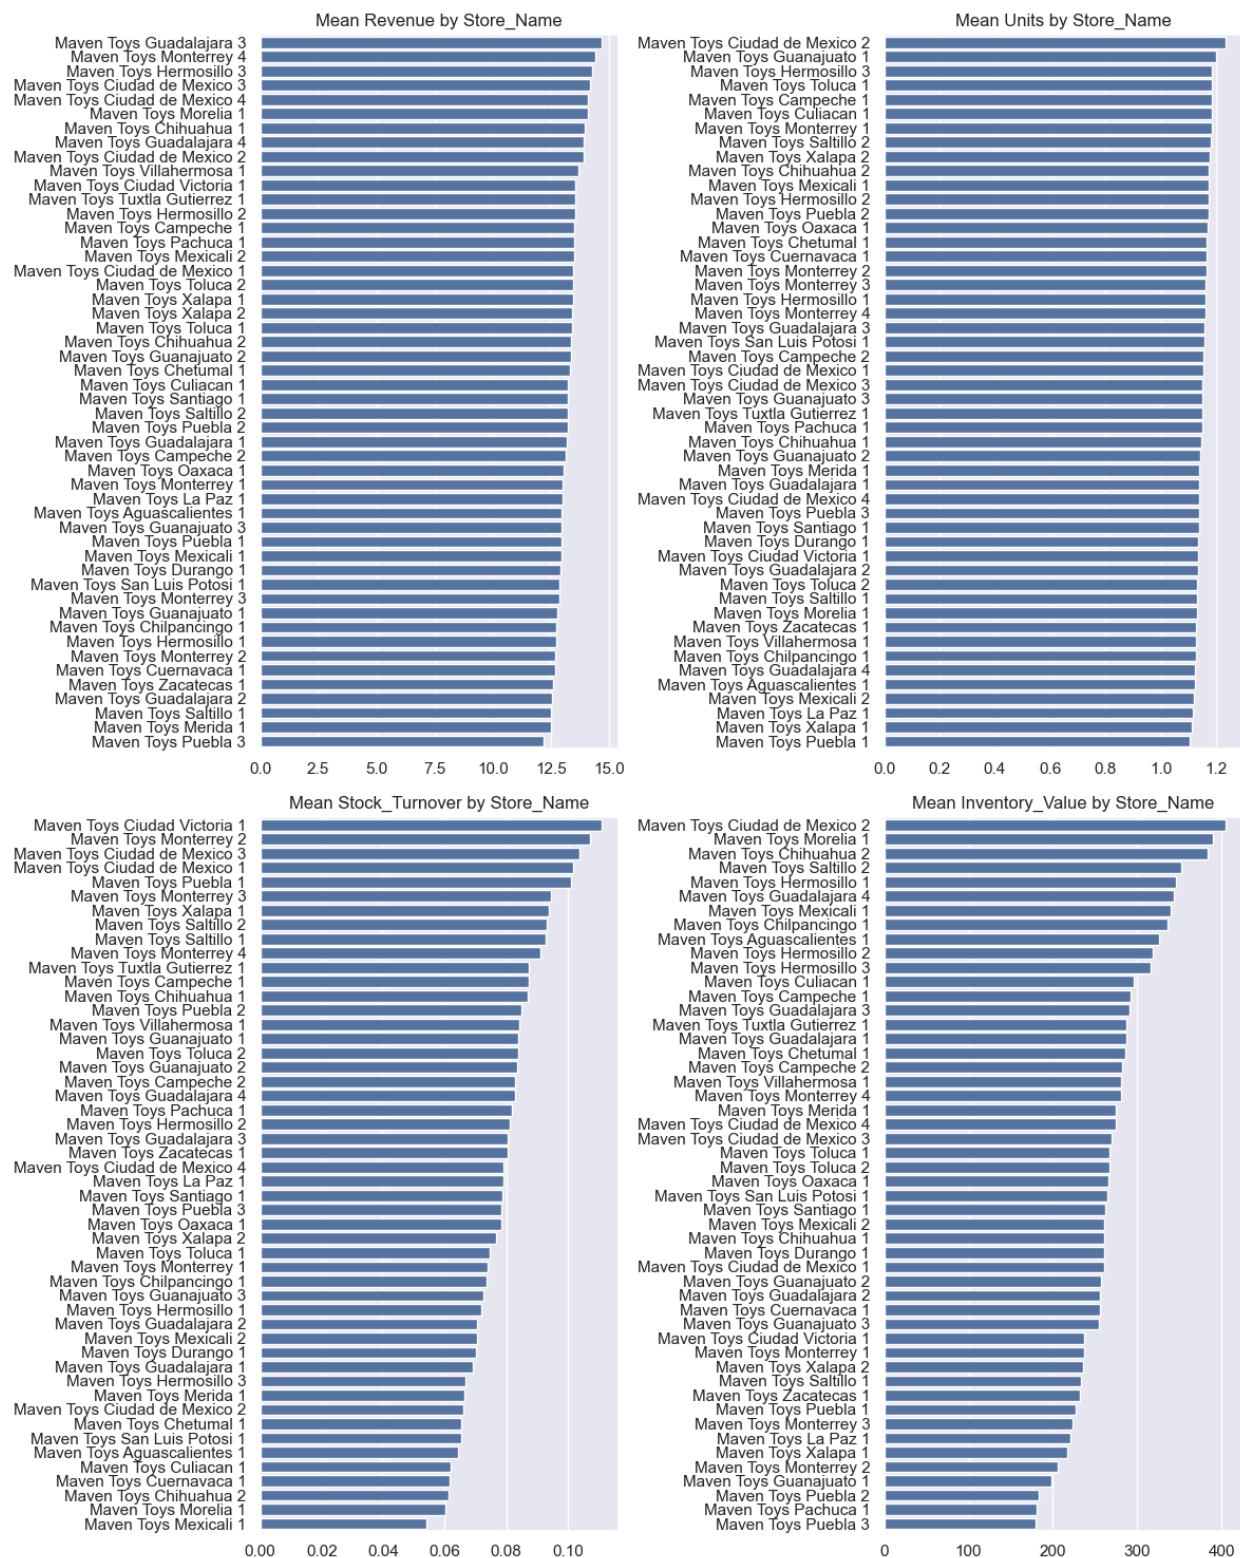 Mean Revenue by Store_Name
Maven Toys Guadalajara 3
Maven Toys Monterrey 4
Maven Toys Hermosillo 3
Maven Toys Ciudad de Mexico 3
Maven Toys Ciudad de Mexico 4
Maven Toys Morelia 1
Maven Toys Chihuahua 1
Maven Toys Guadalajara 4
Maven Toys Ciudad de Mexico 2
Maven Toys Villahermosa 1
Maven Toys Ciudad Victoria 1
Maven Toys Tuxtla Gutierrez 1
Maven Toys Hermosillo 2
Maven Toys Campeche 1
Maven Toys Pachuca 1
Maven Toys Mexicali 2
Maven Toys Ciudad de Mexico 1
Maven Toys Toluca 2
Maven Toys Xalapa 1
Maven Toys Xalapa 2
Maven Toys Toluca 1
Maven Toys Chihuahua 2
Maven Toys Guanajuato 2
Maven Toys Chetumal 1
Maven Toys Culiacan 1
Maven Toys Santiago 1
Maven Toys Saltillo 2
Maven Toys Puebla 2
Maven Toys Guadalajara 1
Maven Toys Campeche 2
Maven Toys Oaxaca 1
Maven Toys Monterrey 1
Maven Toys La Paz 1
Maven Toys Aguascalientes 1
Maven Toys Guanajuato 3
Maven Toys Puebla 1
Maven Toys Mexicali 1
Maven Toys Durango 1
Maven Toys San Luis Potosi 1
Maven Toys Monterrey 3
Maven Toys Guanajuato 1
Maven Toys Chilpancingo 1
Maven Toys Hermosillo 1
Maven Toys Monterrey 2
Maven Toys Cuernavaca 1
Maven Toys Zacatecas 1
Maven Toys Guadalajara 2
Maven Toys Saltillo 1
Maven Toys Merida 1
Maven Toys Puebla 3
0.0 2.5 5.0 7.5 10.0 12.5 15.0
Mean Units by Store_Name
Maven Toys Ciudad de Mexico 2
Maven Toys Guanajuato 1
Maven Toys Hermosillo 3
Maven Toys Toluca 1
Maven Toys Campeche 1
Maven Toys Culiacan 1
Maven Toys Monterrey 1
Maven Toys Saltillo 2
Maven Toys Xalapa 2
Maven Toys Chihuahua 2
Maven Toys Mexicali 1
Maven Toys Hermosillo 2
Maven Toys Puebla 2
Maven Toys Oaxaca 1
Maven Toys Chetumal 1
Maven Toys Cuernavaca 1
Maven Toys Monterrey 2
Maven Toys Monterrey 3
Maven Toys Hermosillo 1
Maven Toys Monterrey 4
Maven Toys Guadalajara 3
Maven Toys San Luis Potosi 1
Maven Toys Campeche 2
Maven Toys Ciudad de Mexico 1
Maven Toys Ciudad de Mexico 3
Maven Toys Guanajuato 3
Maven Toys Tuxtla Gutierrez 1
Maven Toys Pachuca 1
Maven Toys Chihuahua 1
Maven Toys Guanajuato 2
Maven Toys Merida 1
Maven Toys Guadalajara 1
Maven Toys Ciudad de Mexico 4
Maven Toys Puebla 3
Maven Toys Santiago 1
Maven Toys Durango 1
Maven Toys Ciudad Victoria 1
Maven Toys Guadalajara 2
Maven Toys Toluca 2
Maven Toys Saltillo 1
Maven Toys Morelia 1
Maven Toys Zacatecas 1
Maven Toys Villahermosa 1
Maven Toys Chilpancingo 1
Maven Toys Guadalajara 4
Maven Toys Aguascalientes 1
Maven Toys Mexicali 2
Maven Toys La Paz 1
Maven Toys Xalapa 1
Maven Toys Puebla 1
0.0 0.2 0.4 0.6 0.8 1.0 1.2
Mean Stock_Turnover by Store_Name
Maven Toys Ciudad Victoria 1
Maven Toys Monterrey 2
Maven Toys Ciudad de Mexico 3
Maven Toys Ciudad de Mexico 1
Maven Toys Puebla 1
Maven Toys Monterrey 3
Maven Toys Xalapa 1
Maven Toys Saltillo 2
Maven Toys Saltillo 1
Maven Toys Monterrey 4
Maven Toys Tuxtla Gutierrez 1
Maven Toys Campeche 1
Maven Toys Chihuahua 1
Maven Toys Puebla 2
Maven Toys Villahermosa 1
Maven Toys Guanajuato 1
Maven Toys Toluca 2
Maven Toys Guanajuato 2
Maven Toys Campeche 2
Maven Toys Guadalajara 4
Maven Toys Pachuca 1
Maven Toys Hermosillo 2
Maven Toys Guadalajara 3
Maven Toys Zacatecas 1
Maven Toys Ciudad de Mexico 4
Maven Toys La Paz 1
Maven Toys Santiago 1
Maven Toys Puebla 3
Maven Toys Oaxaca 1
Maven Toys Xalapa 2
Maven Toys Toluca 1
Maven Toys Monterrey 1
Maven Toys Chilpancingo 1
Maven Toys Guanajuato 3
Maven Toys Hermosillo 1
Maven Toys Guadalajara 2
Maven Toys Mexicali 2
Maven Toys Durango 1
Maven Toys Guadalajara 1
Maven Toys Hermosillo 3
Maven Toys Merida 1
Maven Toys Ciudad de Mexico 2
Maven Toys Chetumal 1
Maven Toys San Luis Potosi 1
Maven Toys Aguascalientes 1
Maven Toys Culiacan 1
Maven Toys Cuernavaca 1
Maven Toys Chihuahua 2
Maven Toys Morelia 1
Maven Toys Mexicali 1
0.00 0.02 0.04 0.06 0.08 0.10
Mean Inventory_Value by Store_Name
Maven Toys Ciudad de Mexico 2
Maven Toys Morelia 1
Maven Toys Chihuahua 2
Maven Toys Saltillo 2
Maven Toys Hermosillo 1
Maven Toys Guadalajara 4
Maven Toys Mexicali 1
Maven Toys Chilpancingo 1
Maven Toys Aguascalientes 1
Maven Toys Hermosillo 2
Maven Toys Hermosillo 3
Maven Toys Culiacan 1
Maven Toys Campeche 1
Maven Toys Guadalajara 3
Maven Toys Tuxtla Gutierrez 1
Maven Toys Guadalajara 1
Maven Toys Chetumal 1
Maven Toys Campeche 2
Maven Toys Villahermosa 1
Maven Toys Monterrey 4
Maven Toys Merida 1
Maven Toys Ciudad de Mexico 4
Maven Toys Ciudad de Mexico 3
Maven Toys Toluca 1
Maven Toys Toluca 2
Maven Toys Oaxaca 1
Maven Toys San Luis Potosi 1
Maven Toys Santiago 1
Maven Toys Mexicali 2
Maven Toys Chihuahua 1
Maven Toys Durango 1
Maven Toys Ciudad de Mexico 1
Maven Toys Guanajuato 2
Maven Toys Guadalajara 2
Maven Toys Cuernavaca 1
Maven Toys Guanajuato 3
Maven Toys Ciudad Victoria 1
Maven Toys Monterrey 1
Maven Toys Xalapa 2
Maven Toys Saltillo 1
Maven Toys Zacatecas 1
Maven Toys Puebla 1
Maven Toys Monterrey 3
Maven Toys La Paz 1
Maven Toys Xalapa 1
Maven Toys Monterrey 2
Maven Toys Guanajuato 1
Maven Toys Puebla 2
Maven Toys Pachuca 1
Maven Toys Puebla 3
0 100 200 300 400